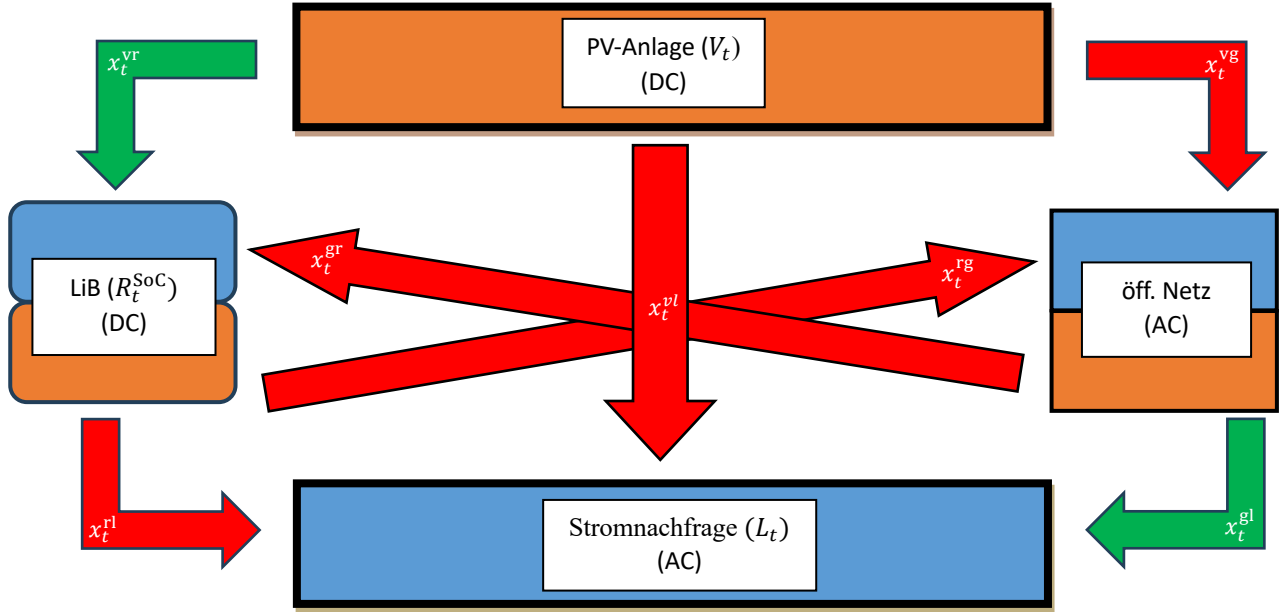 PV-Anlage (V_t)
(DC)
x_t^vr
x_t^vg
x_t^gr
x_t^vl
x_t^rg
LiB (R_t^SoC)
(DC)
öff. Netz
(AC)
x_t^rl
Stromnachfrage (L_t)
(AC)
x_t^gl